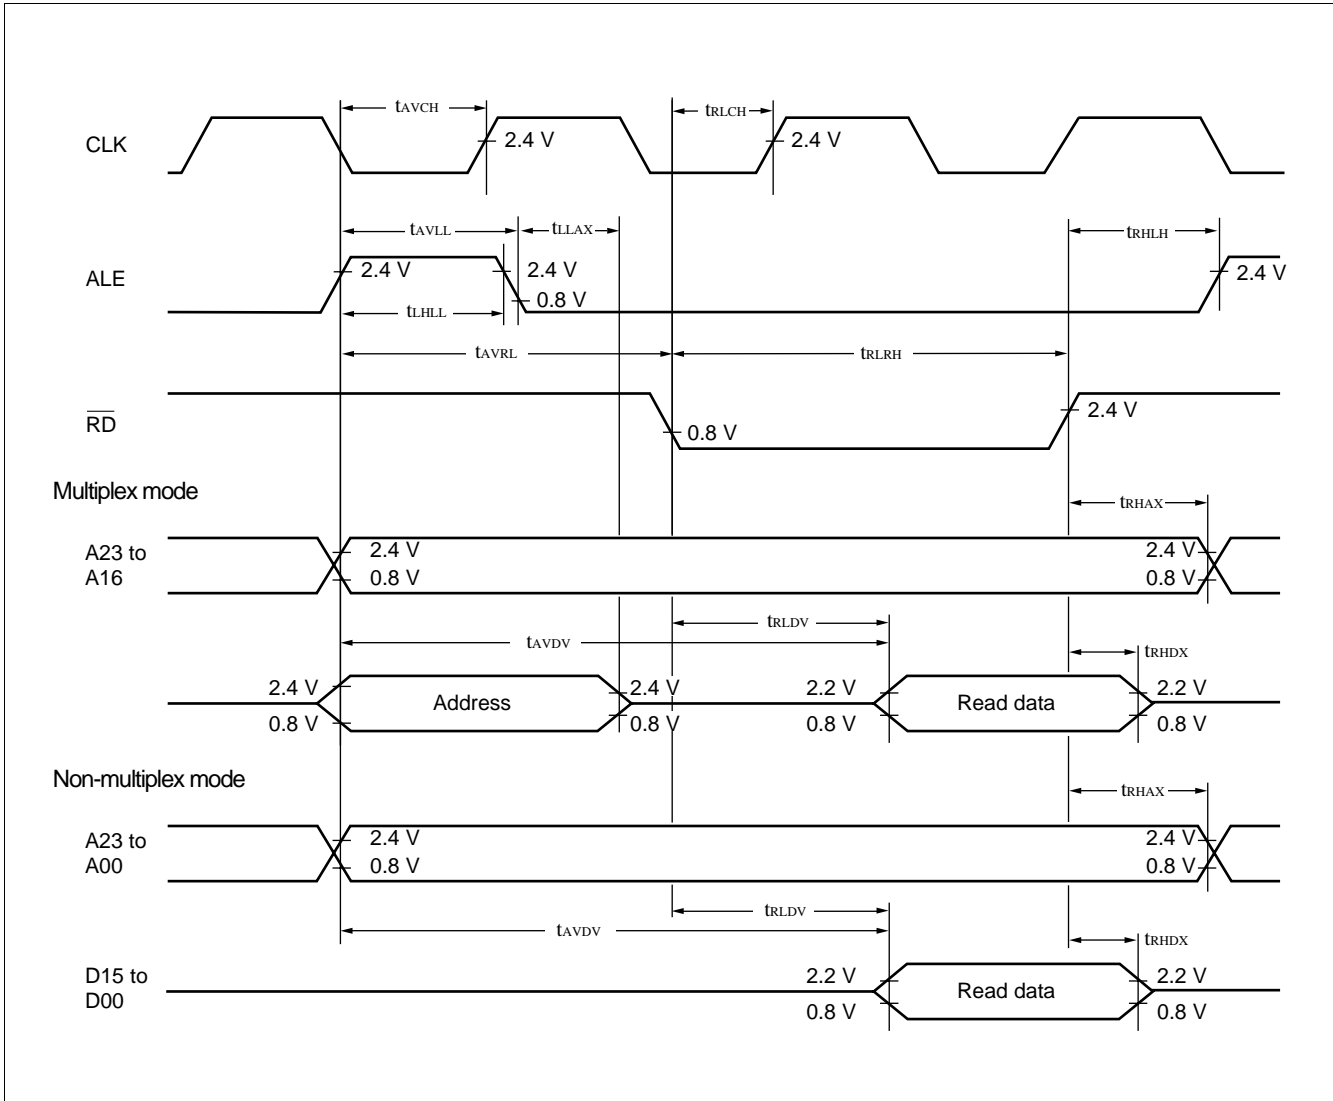 tAVCH
tRLCH
CLK
2.4 V
2.4 V
tAVLL
tLLAX
tRHLH
ALE
2.4 V
2.4 V
2.4 V
0.8 V
tLHLL
tAVRL
tRLRH
RD
2.4 V
0.8 V
Multiplex mode
tRHAX
A23 to
A16
2.4 V
2.4 V
0.8 V
0.8 V
tRLDV
tAVDV
tRHDX
2.4 V
Address
2.4 V
2.2 V
Read data
2.2 V
0.8 V
0.8 V
0.8 V
0.8 V
Non-multiplex mode
tRHAX
A23 to
A00
2.4 V
2.4 V
0.8 V
0.8 V
tRLDV
tAVDV
tRHDX
D15 to
D00
2.2 V
Read data
2.2 V
0.8 V
0.8 V